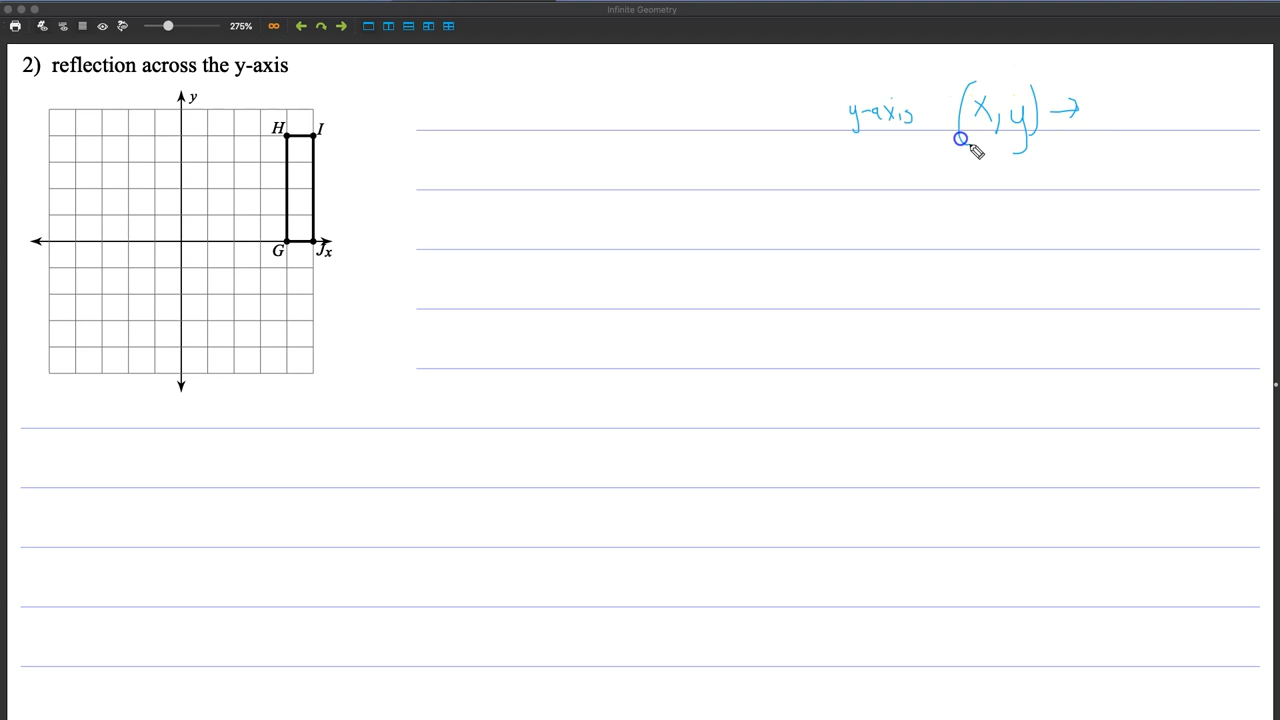 Infinite Geometry
275%
2) reflection across the y-axis
y-axis (x, y) →
y
H I
G J x